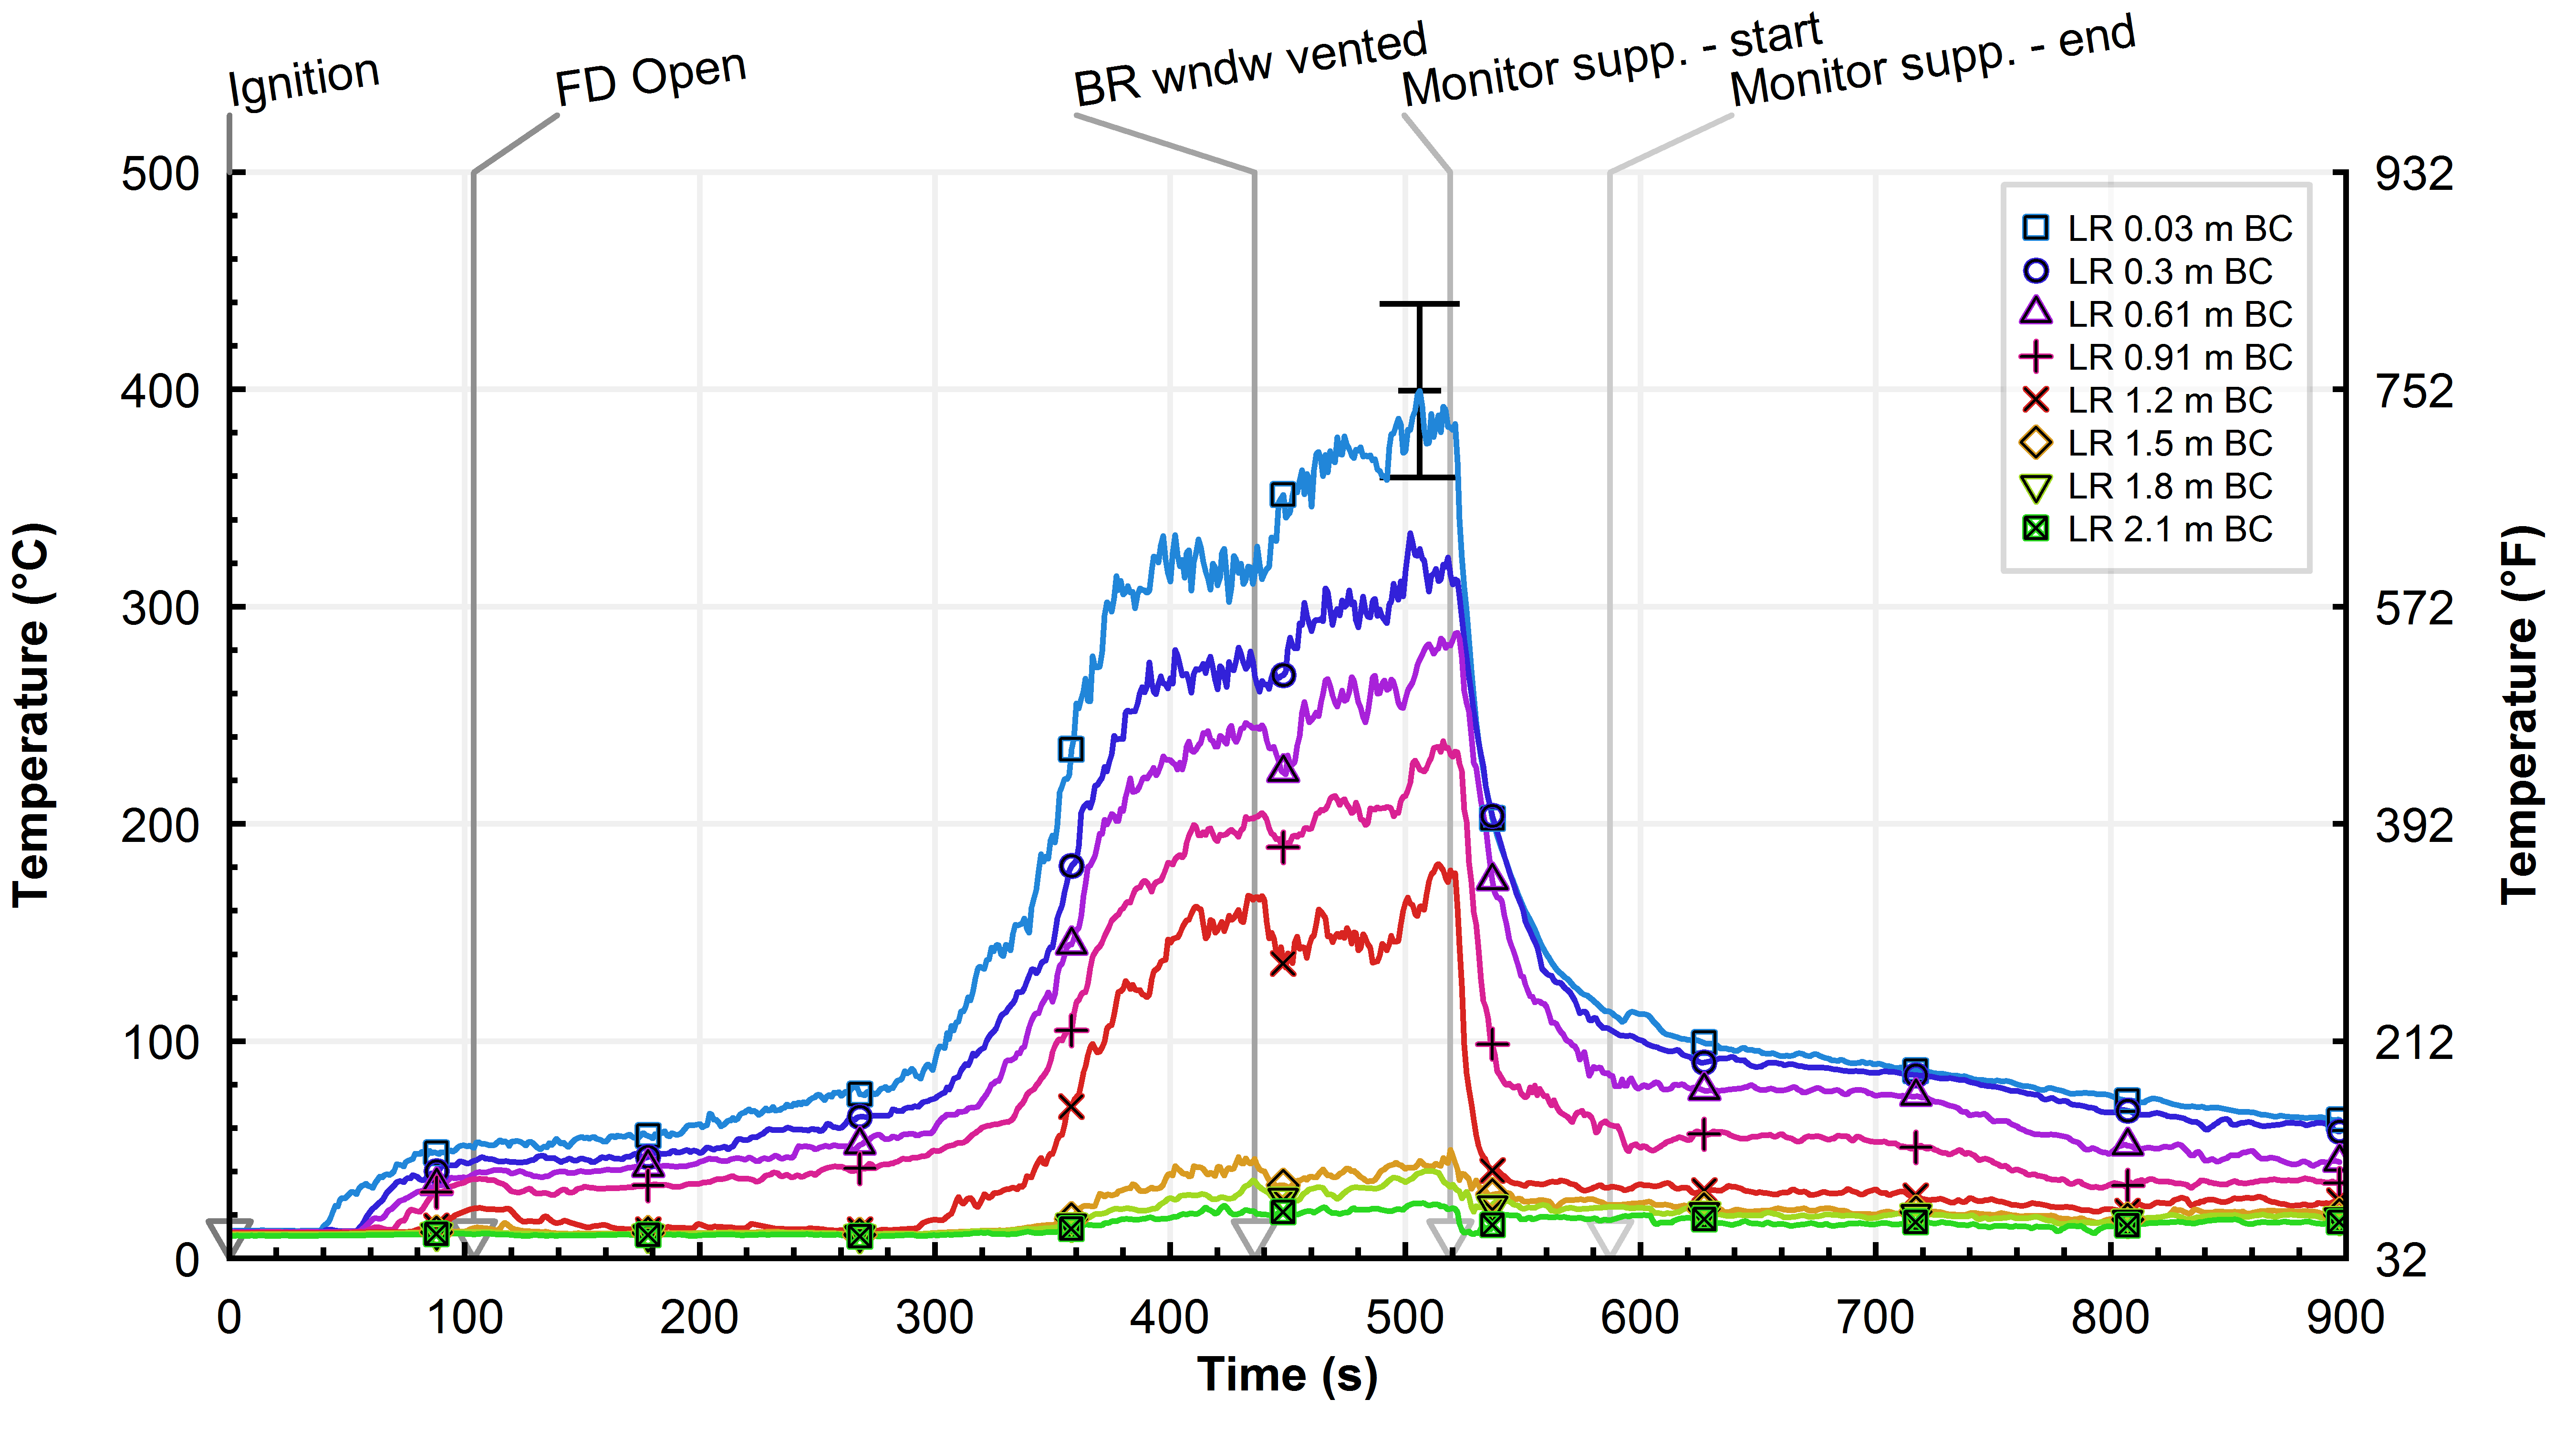 Ignition
FD Open
BR wndw vented
Monitor supp. - start
Monitor supp. - end
500
400
300
200
100
0
932
752
572
392
212
32
Temperature (°C)
Temperature (°F)
LR 0.03 m BC
LR 0.3 m BC
LR 0.61 m BC
LR 0.91 m BC
LR 1.2 m BC
LR 1.5 m BC
LR 1.8 m BC
LR 2.1 m BC
0 100 200 300 400 500 600 700 800 900
Time (s)